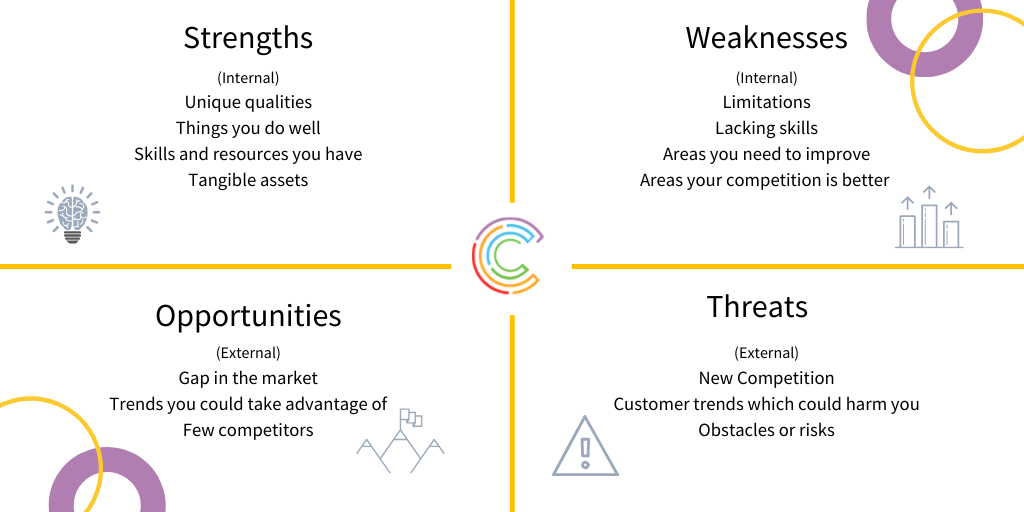 Strengths
(Internal)
Unique qualities
Things you do well
Skills and resources you have
Tangible assets
Weaknesses
(Internal)
Limitations
Lacking skills
Areas you need to improve
Areas your competition is better
Opportunities
(External)
Gap in the market
Trends you could take advantage of
Few competitors
Threats
(External)
New Competition
Customer trends which could harm you
Obstacles or risks